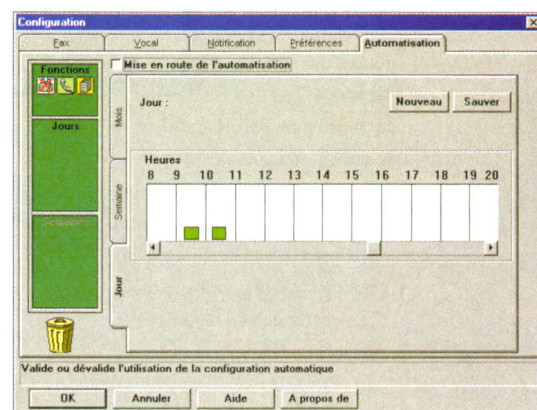 Configuration
Fax Vocal Notification Préférences Automatisation
Fonctions
Mise en route de l'automatisation
Jours
Semaines
Mois
Semaine
Jour
Jour :
Nouveau Sauver
Heures
8 9 10 11 12 13 14 15 16 17 18 19 20
Valide ou dévalide l'utilisation de la configuration automatique
OK Annuler Aide A propos de